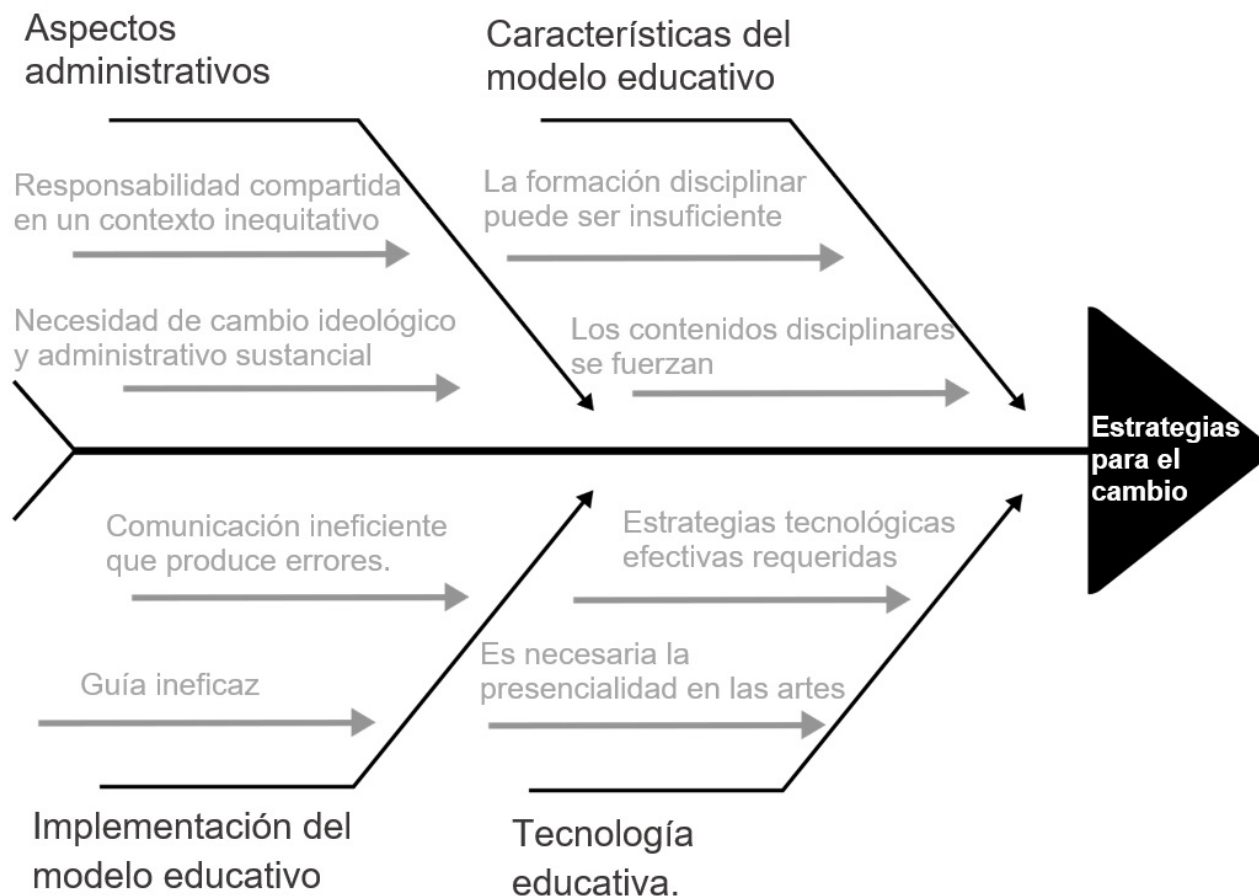 Aspectos
administrativos
Responsabilidad compartida
en un contexto inequitativo
Necesidad de cambio ideológico
y administrativo sustancial
Características del
modelo educativo
La formación disciplinar
puede ser insuficiente
Los contenidos disciplinares
se fuerzan
Estrategias
para el
cambio
Comunicación ineficiente
que produce errores.
Guía ineficaz
Implementación del
modelo educativo
Estrategias tecnológicas
efectivas requeridas
Es necesaria la
presencialidad en las artes
Tecnología
educativa.